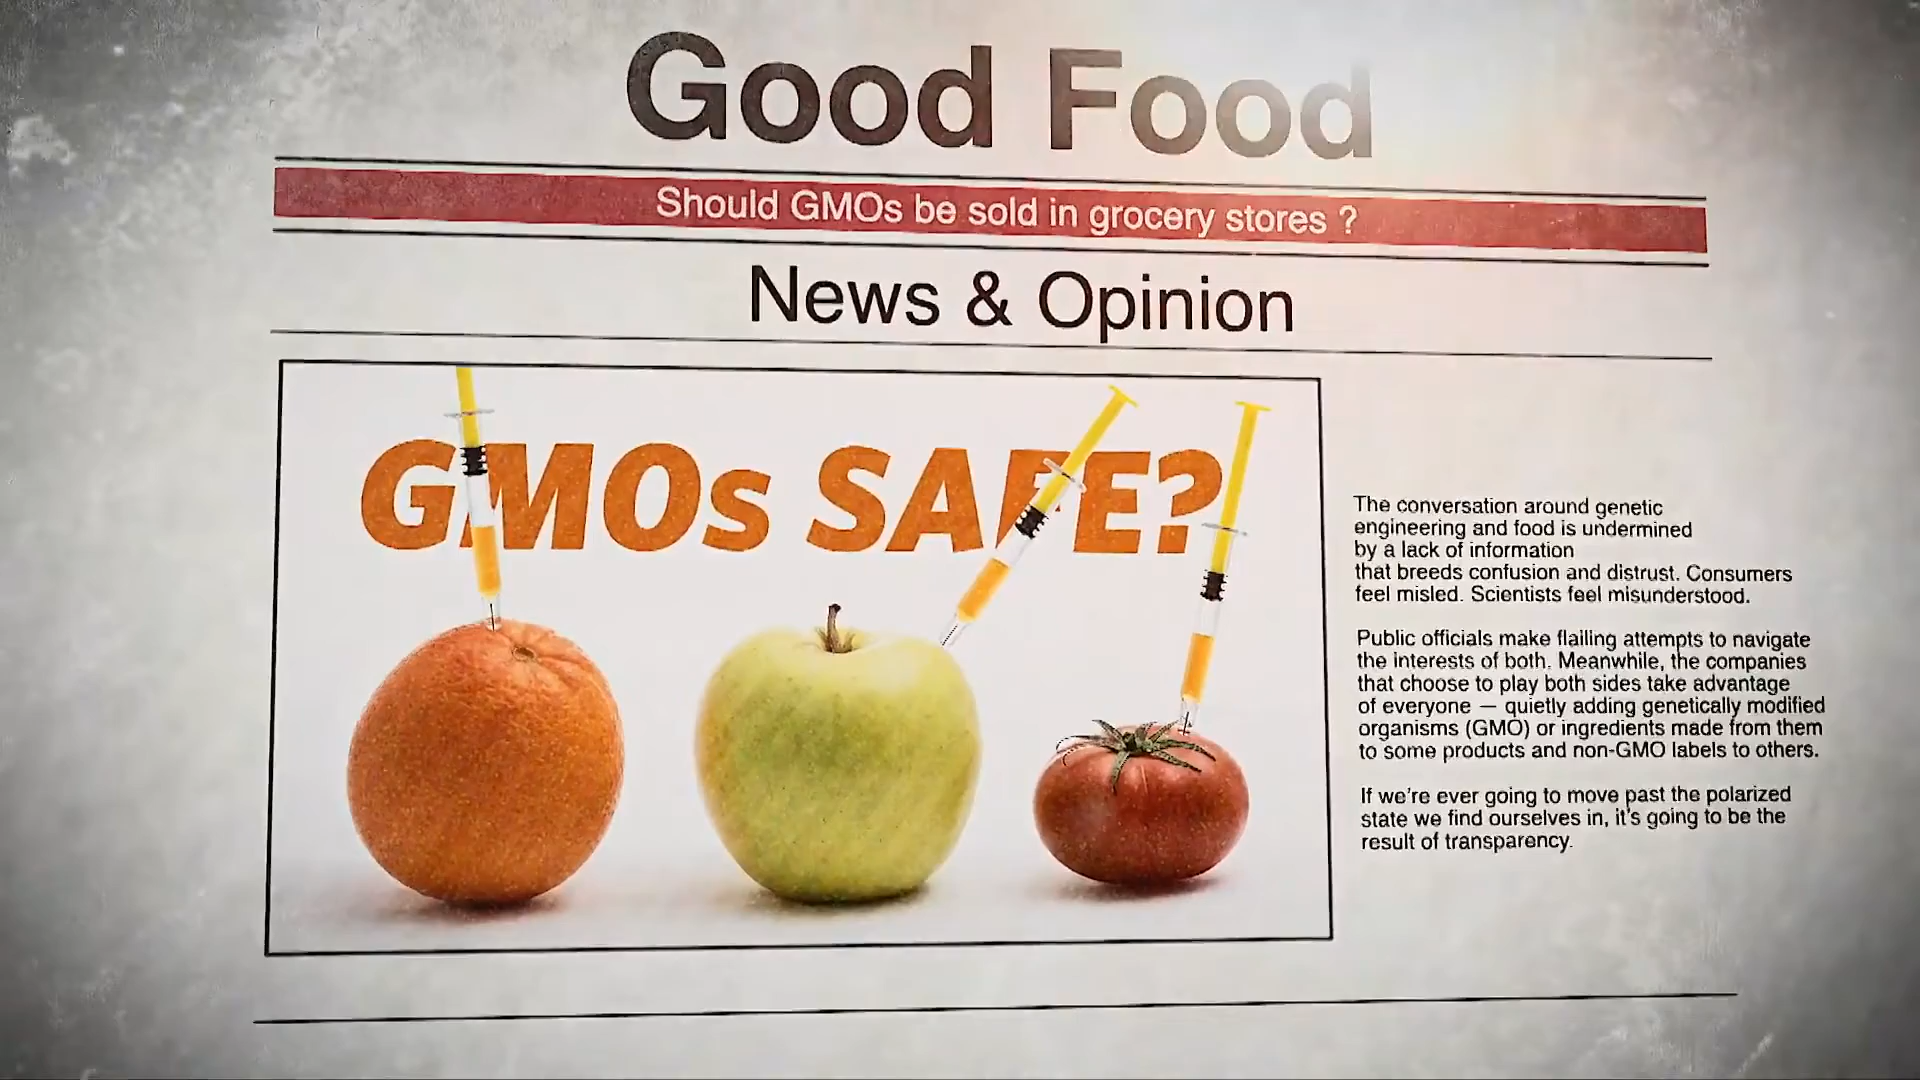 Good Food
Should GMOs be sold in grocery stores ?
News & Opinion
GMOs SAFE?
The conversation around genetic
engineering and food is undermined
by a lack of information
that breeds confusion and distrust. Consumers
feel misled. Scientists feel misunderstood.
Public officials make flailing attempts to navigate
the interests of both. Meanwhile, the companies
that choose to play both sides take advantage
of everyone — quietly adding genetically modified
organisms (GMO) or ingredients made from them
to some products and non-GMO labels to others.
If we're ever going to move past the polarized
state we find ourselves in, it's going to be the
result of transparency.